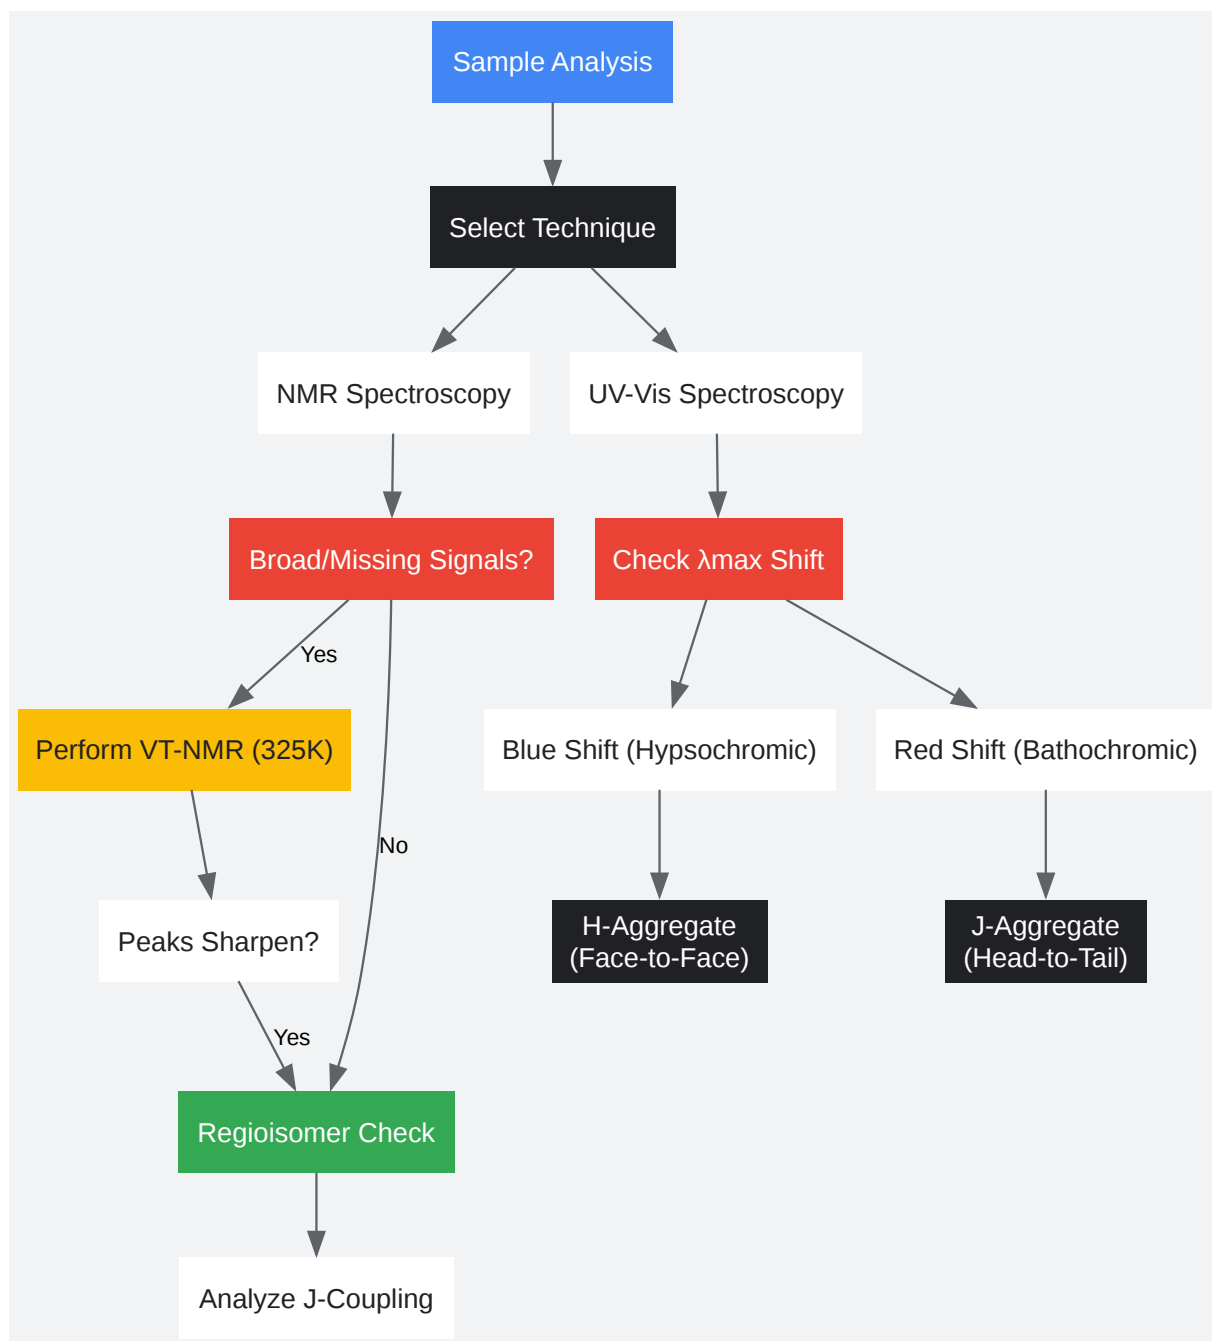 Sample Analysis
Select Technique
NMR Spectroscopy
UV-Vis Spectroscopy
Broad/Missing Signals?
Check λmax Shift
Yes
Perform VT-NMR (325K)
Blue Shift (Hypsochromic)
Red Shift (Bathochromic)
No
Peaks Sharpen?
H-Aggregate
(Face-to-Face)
J-Aggregate
(Head-to-Tail)
Yes
Regioisomer Check
Analyze J-Coupling